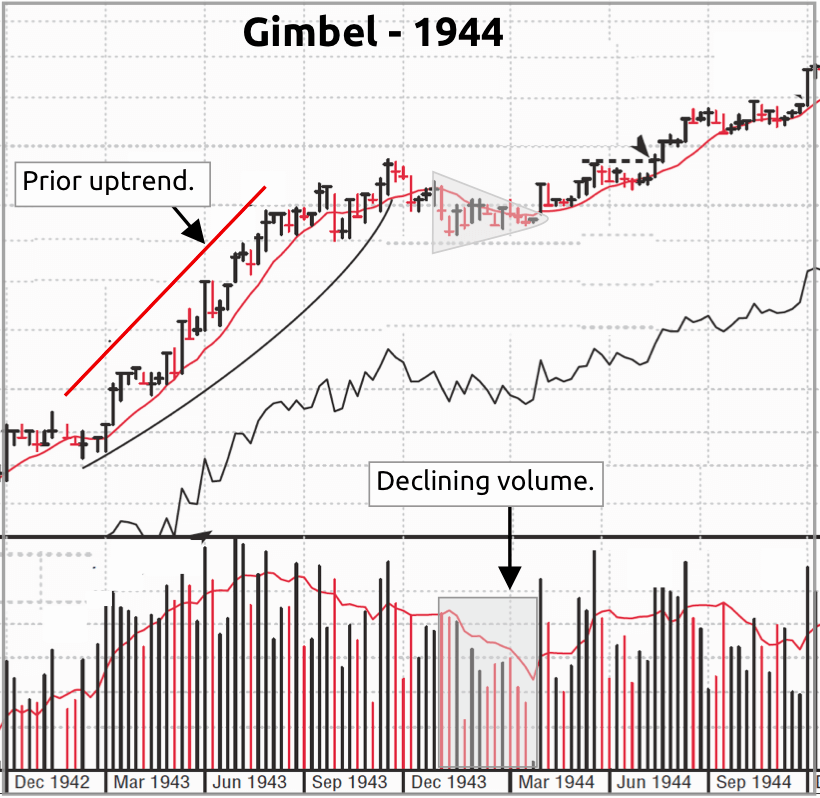 Gimbel - 1944
Prior uptrend.
Declining volume.
Dec 1942 Mar 1943 Jun 1943 Sep 1943 Dec 1943 Mar 1944 Jun 1944 Sep 1944